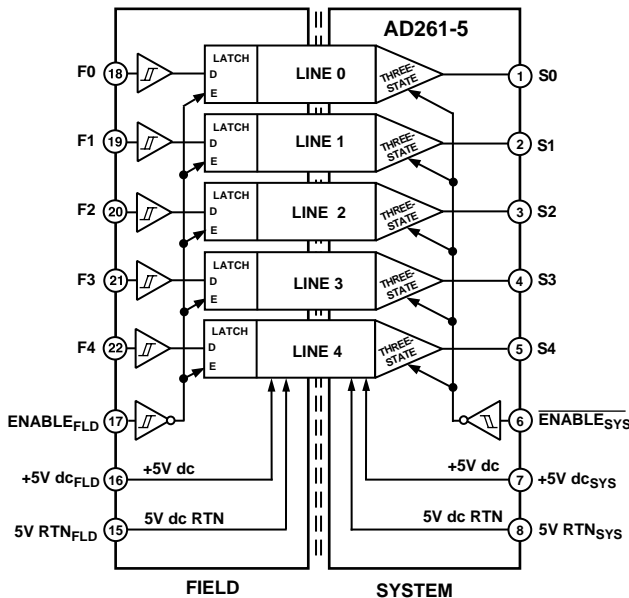 AD261-5
F0 18 LATCH D E LINE 0 THREE-STATE 1 S0
F1 19 LATCH D E LINE 1 THREE-STATE 2 S1
F2 20 LATCH D E LINE 2 THREE-STATE 3 S2
F3 21 LATCH D E LINE 3 THREE-STATE 4 S3
F4 22 LATCH D E LINE 4 THREE-STATE 5 S4
ENABLEFLD 17 6 ENABLESYS
+5V dcFLD 16 +5V dc +5V dc 7 +5V dcSYS
5V RTNFLD 15 5V dc RTN 5V dc RTN 8 5V RTNSYS
FIELD SYSTEM